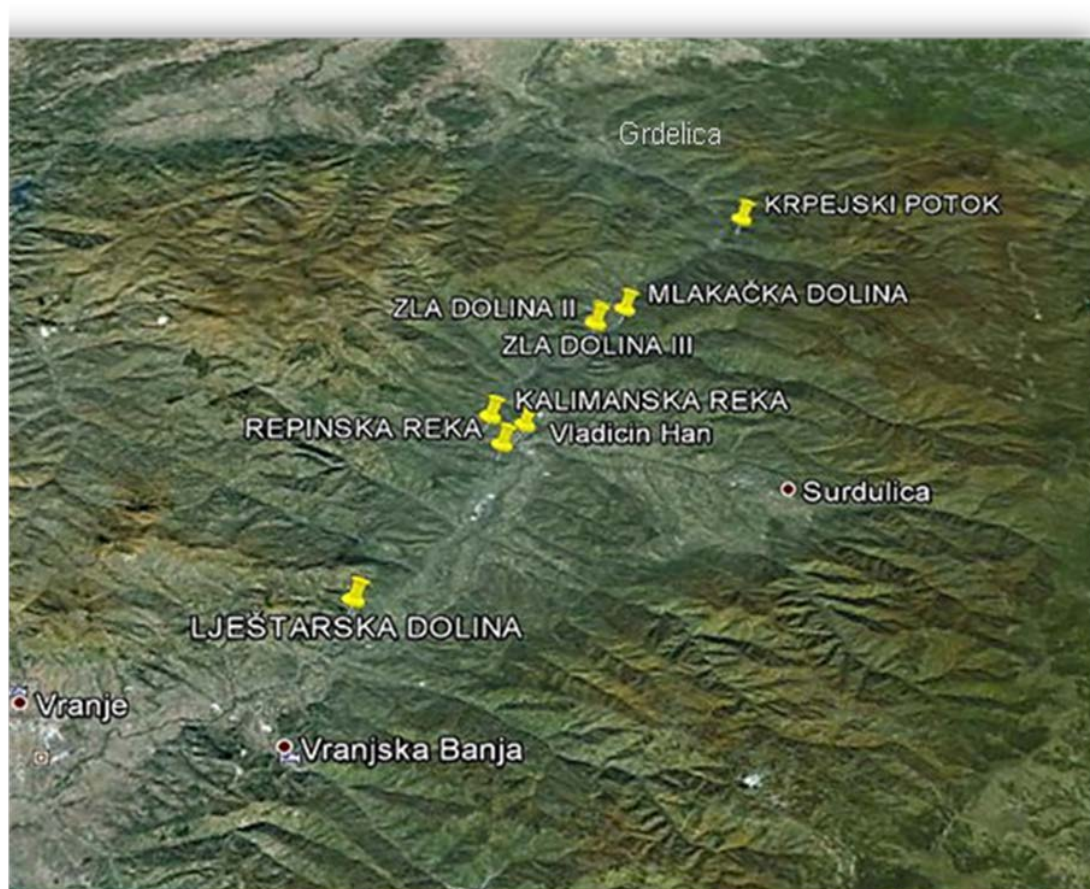 Grdelica
KRPEJSKI POTOK
MLAKAČKA DOLINA
ZLA DOLINA II
ZLA DOLINA III
KALIMANSKA REKA
REPINSKA REKA
Vladicin Han
Surdulica
LJEŠTARSKA DOLINA
Vranje
Vranjska Banja